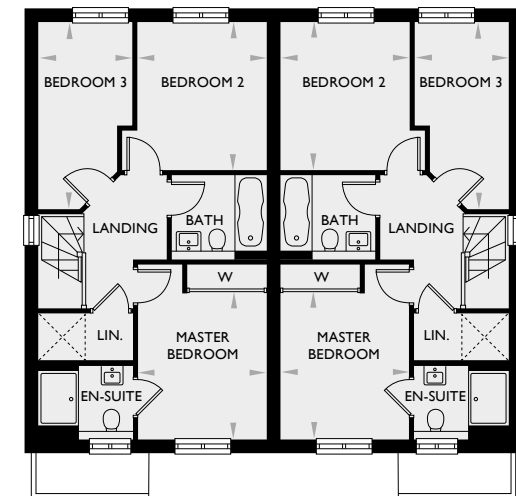 BEDROOM 3
BEDROOM 2
BEDROOM 2
BEDROOM 3
LANDING
BATH
BATH
LANDING
W
W
LIN.
MASTER
BEDROOM
MASTER
BEDROOM
LIN.
EN-SUITE
EN-SUITE